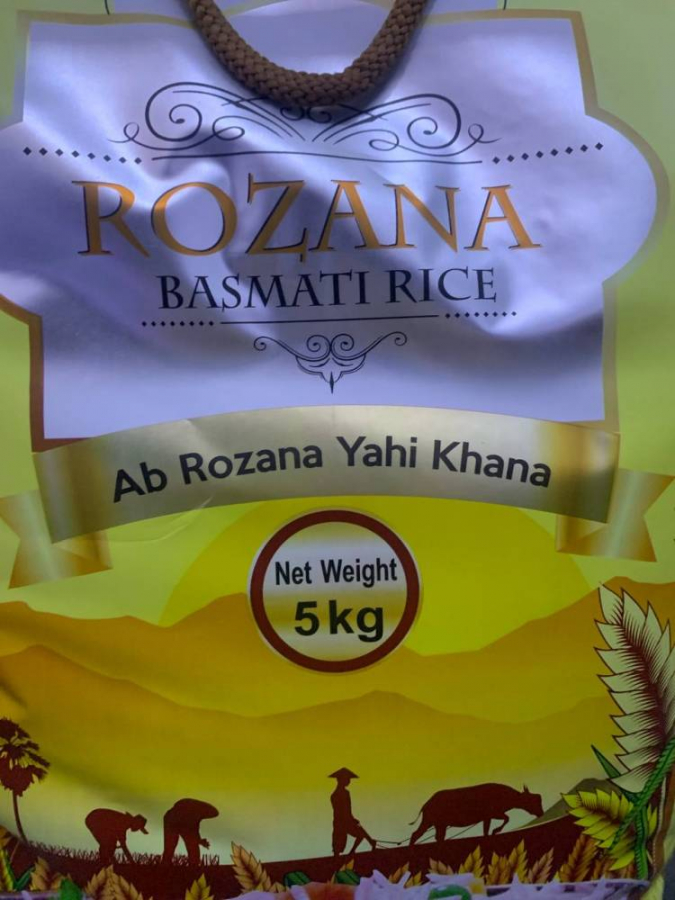 ROZANA
BASMATI RICE
Ab Rozana Yahi Khana
Net Weight
5kg